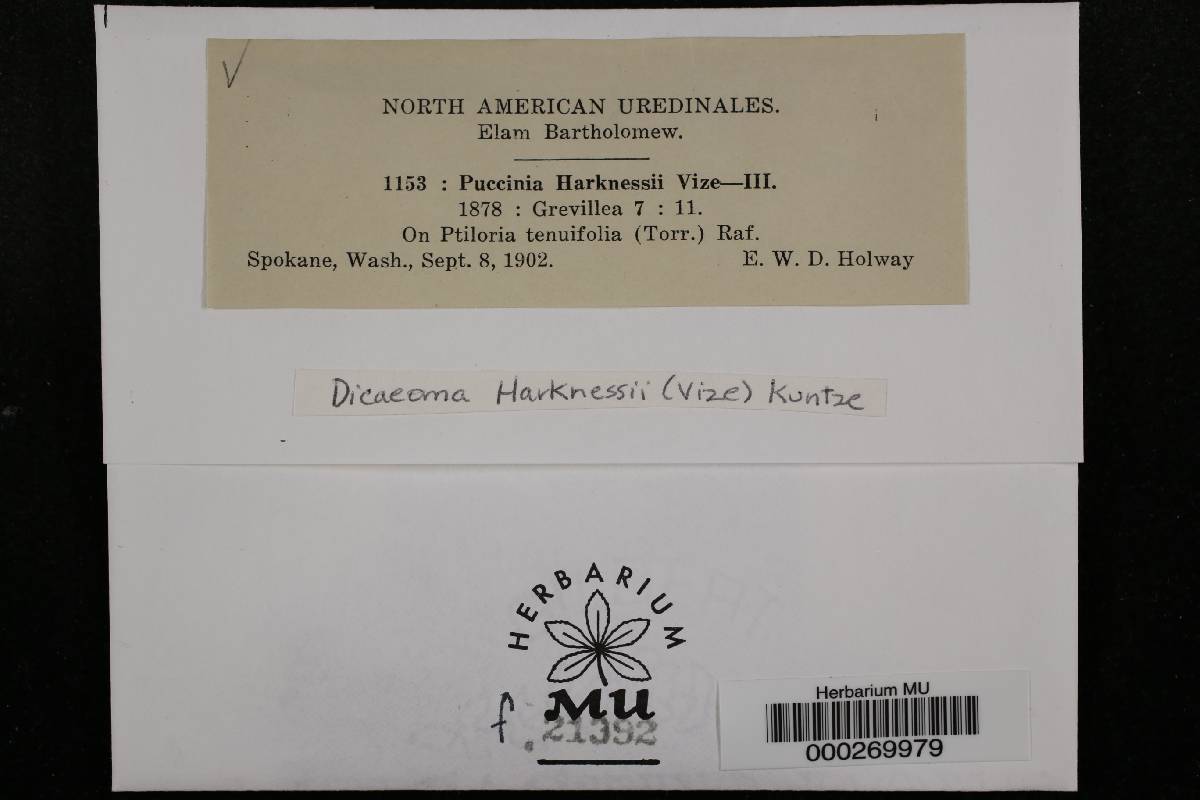 NORTH AMERICAN UREDINALES.
Elam Bartholomew.
1153 : Puccinia Harknessii Vize—III.
1878 : Grevillea 7 : 11.
On Ptiloria tenuifolia (Torr.) Raf.
Spokane, Wash., Sept. 8, 1902. E. W. D. Holway
Dicaeoma Harknessii (Vize) Kuntze
HERBARIUM
MU
f. 21392
Herbarium MU
000269979